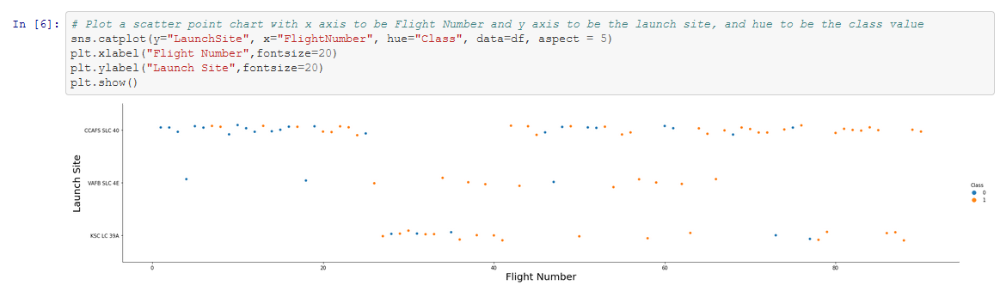 In [6]:
# Plot a scatter point chart with x axis to be Flight Number and y axis to be the launch site, and hue to be the class value
sns.catplot(y="LaunchSite", x="FlightNumber", hue="Class", data=df, aspect = 5)
plt.xlabel("Flight Number",fontsize=20)
plt.ylabel("Launch Site",fontsize=20)
plt.show()
Launch Site
CCAFS SLC 40
VAFB SLC 4E
KSC LC 39A
0 20 40 60 80
Flight Number
Class
0
1